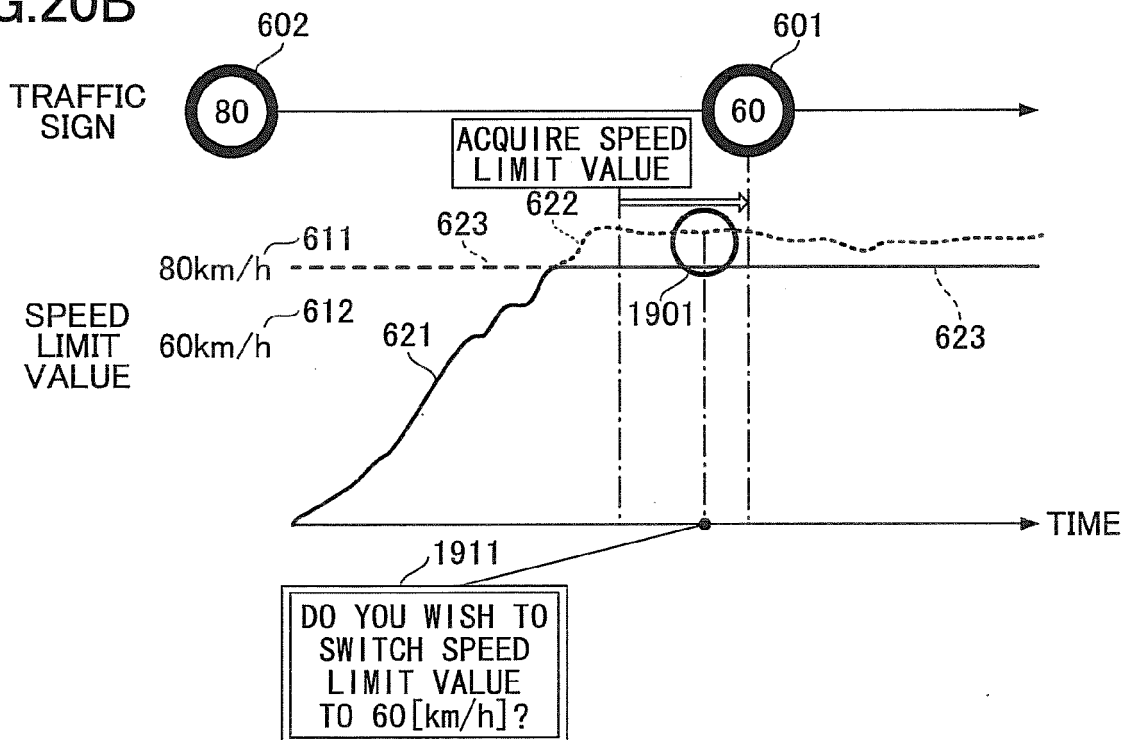 G.20B
602
601
TRAFFIC
SIGN
80
60
ACQUIRE SPEED
LIMIT VALUE
622
623
611
80km/h
612
60km/h
SPEED
LIMIT
VALUE
621
1901
623
TIME
1911
DO YOU WISH TO
SWITCH SPEED
LIMIT VALUE
TO 60[km/h]?